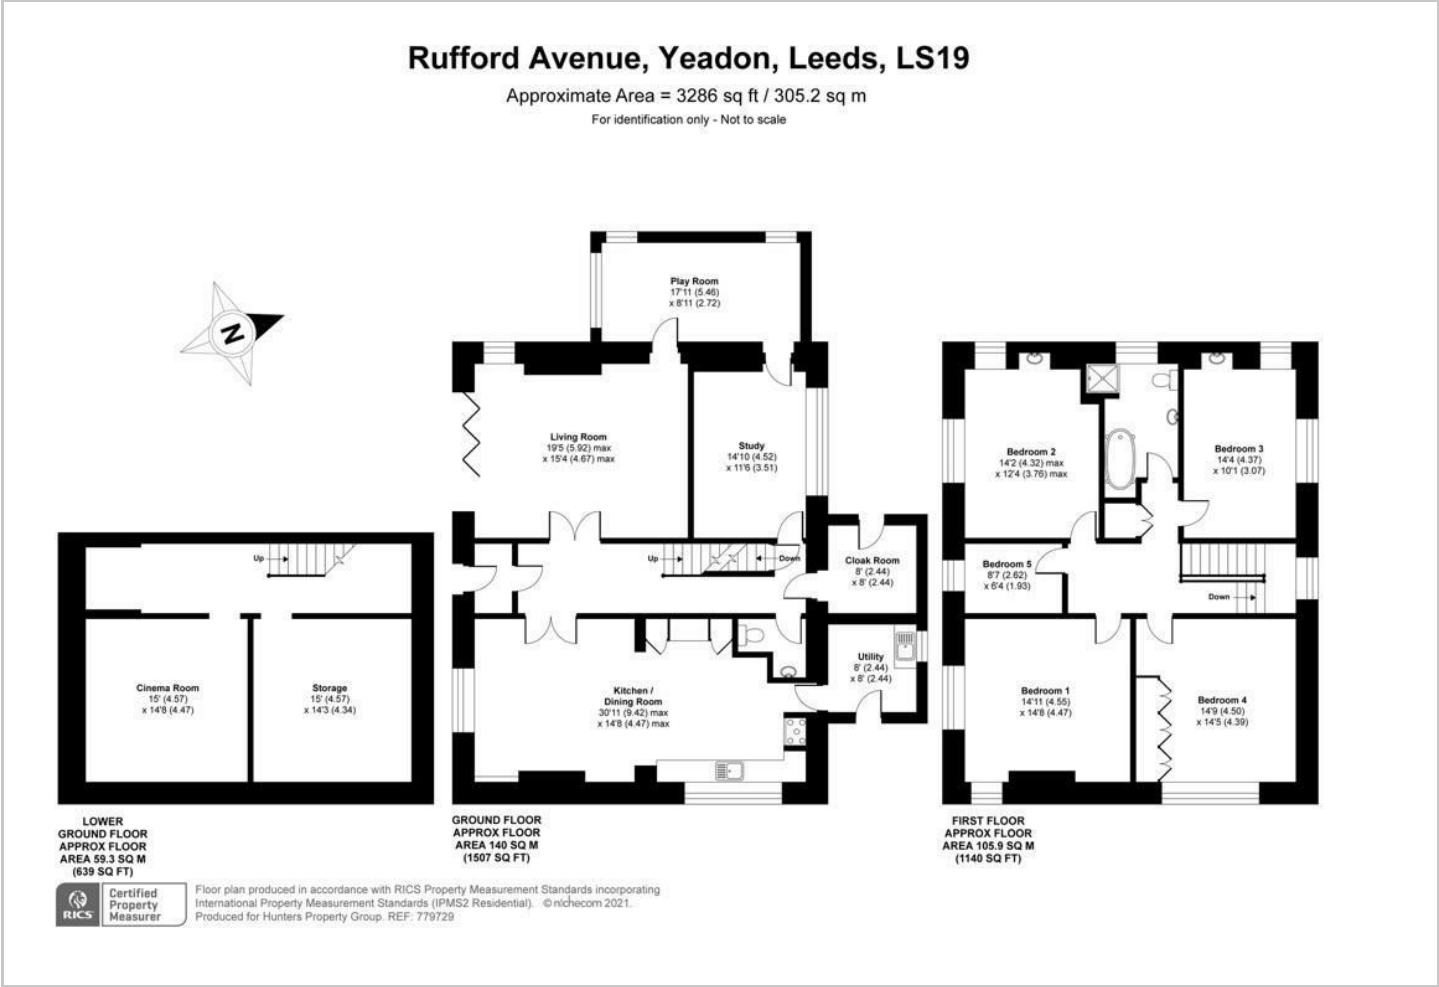 Rufford Avenue, Yeadon, Leeds, LS19
Approximate Area = 3286 sq ft / 305.2 sq m
For identification only - Not to scale
N
Play Room
17'11 (5.46)
x 8'11 (2.72)
Living Room
19'5 (5.92) max
x 15'4 (4.67) max
Study
14'10 (4.52)
x 11'6 (3.51)
Up
Down
Cloak Room
8' (2.44)
x 8' (2.44)
Utility
8' (2.44)
x 8' (2.44)
Kitchen /
Dining Room
30'11 (9.42) max
x 14'8 (4.47) max
Up
Cinema Room
15' (4.57)
x 14'8 (4.47)
Storage
15' (4.57)
x 14'3 (4.34)
Bedroom 2
14'2 (4.32) max
x 12'4 (3.76) max
Bedroom 3
14'4 (4.37)
x 10'1 (3.07)
Bedroom 5
8'7 (2.62)
x 6'4 (1.93)
Down
Bedroom 1
14'11 (4.55)
x 14'8 (4.47)
Bedroom 4
14'9 (4.50)
x 14'5 (4.39)
LOWER
GROUND FLOOR
APPROX FLOOR
AREA 59.3 SQ M
(639 SQ FT)
GROUND FLOOR
APPROX FLOOR
AREA 140 SQ M
(1507 SQ FT)
FIRST FLOOR
APPROX FLOOR
AREA 105.9 SQ M
(1140 SQ FT)
RICS
Certified
Property
Measurer
Floor plan produced in accordance with RICS Property Measurement Standards incorporating
International Property Measurement Standards (IPMS2 Residential). © nichecom 2021.
Produced for Hunters Property Group. REF: 779729